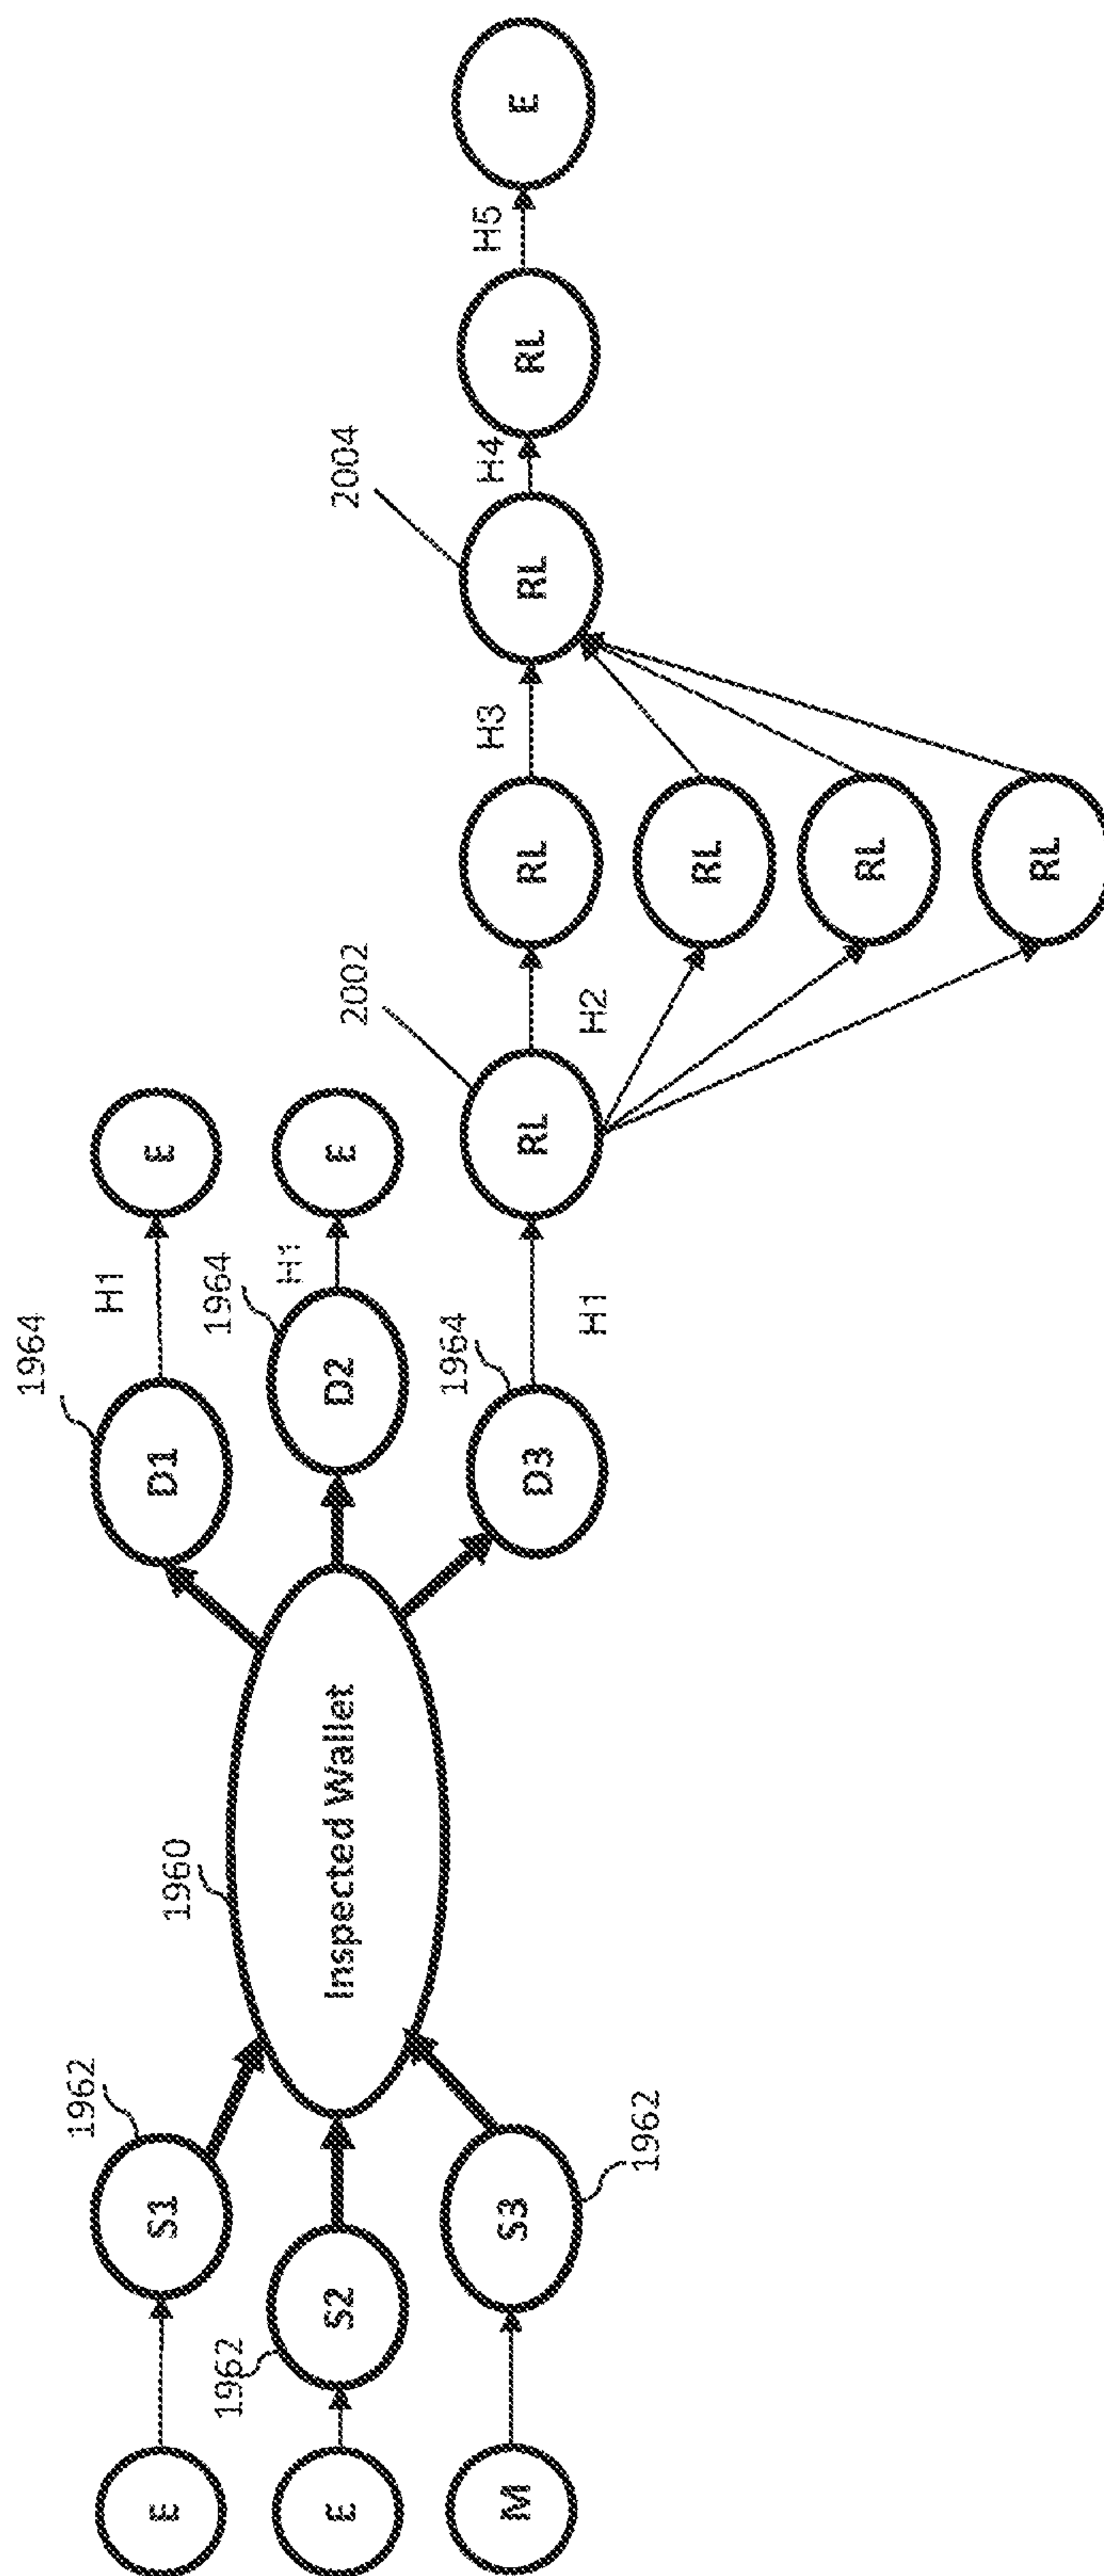 E
S1
1962
E
S2
1962
M
S3
1962
Inspected Wallet
1960
D1
1964
H1
E
D2
1964
H1
E
D3
1964
H1
RL
2002
H2
RL
RL
RL
RL
H3
RL
2004
H4
RL
H5
E